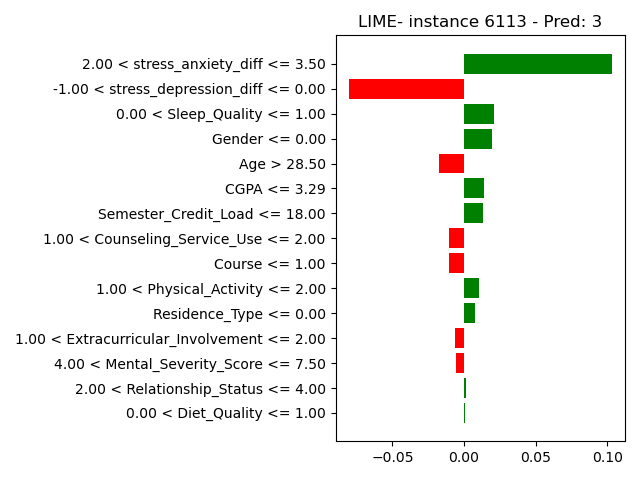 LIME- instance 6113 - Pred: 3
2.00 < stress_anxiety_diff <= 3.50
-1.00 < stress_depression_diff <= 0.00
0.00 < Sleep_Quality <= 1.00
Gender <= 0.00
Age > 28.50
CGPA <= 3.29
Semester_Credit_Load <= 18.00
1.00 < Counseling_Service_Use <= 2.00
Course <= 1.00
1.00 < Physical_Activity <= 2.00
Residence_Type <= 0.00
1.00 < Extracurricular_Involvement <= 2.00
4.00 < Mental_Severity_Score <= 7.50
2.00 < Relationship_Status <= 4.00
0.00 < Diet_Quality <= 1.00
−0.05 0.00 0.05 0.10